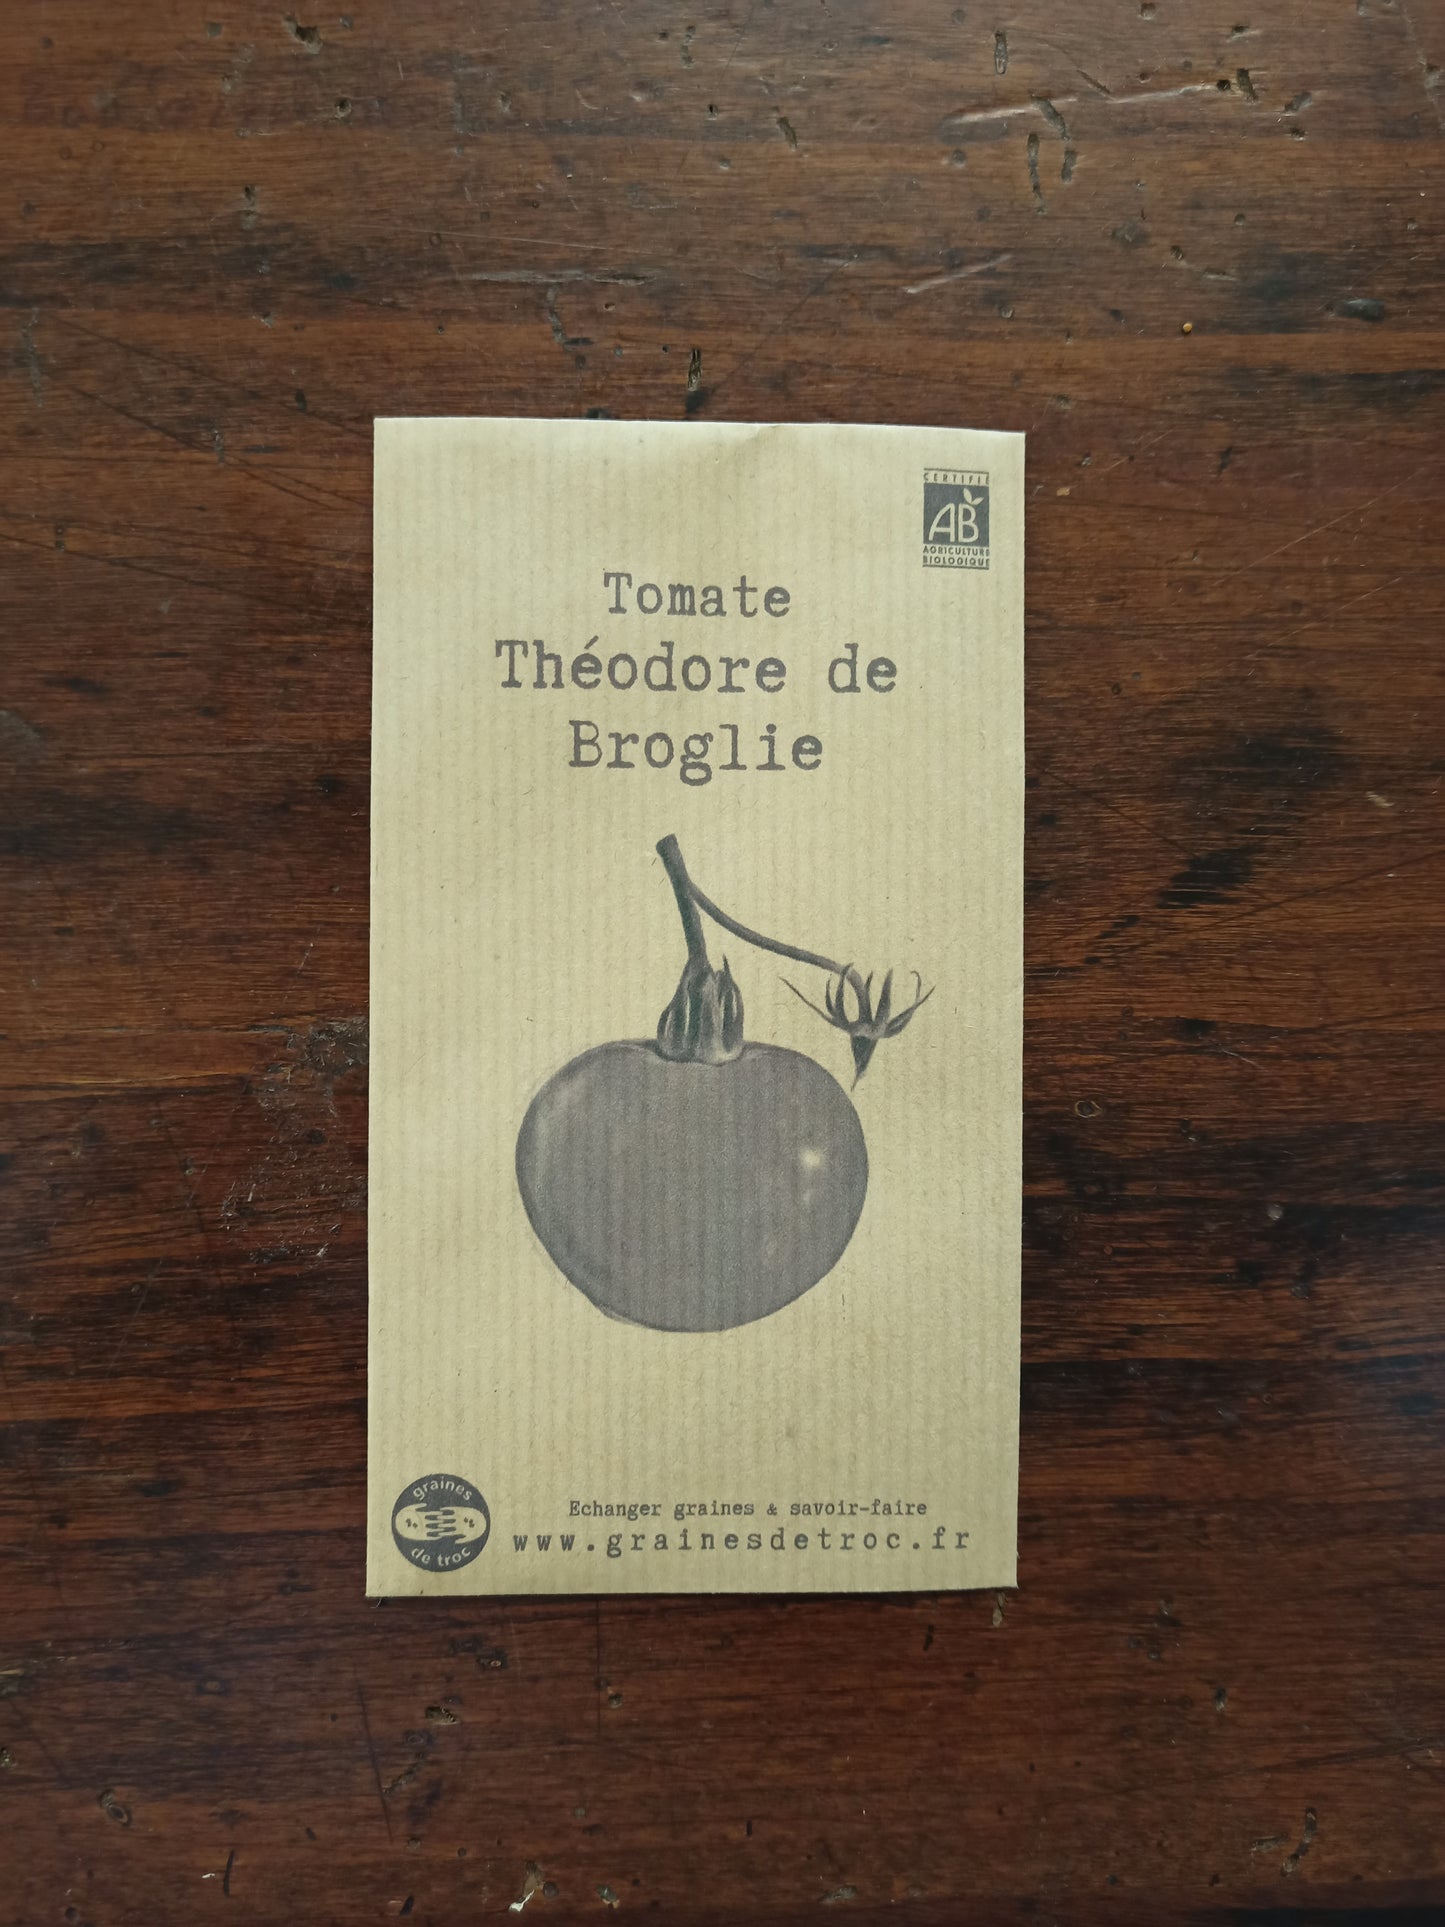 CERTIFIÉ
AB
AGRICULTURE
BIOLOGIQUE
Tomate
Théodore de
Broglie
graines
de troc
Echanger graines & savoir-faire
www.grainesdetroc.fr